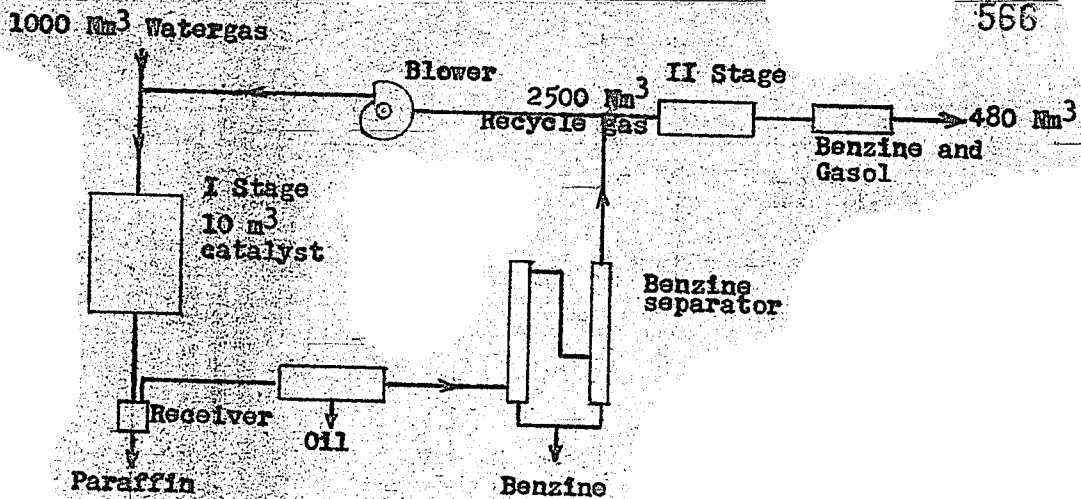 566
1000 Nm³ Watergas
Blower
2500 Nm³
Recycle gas
II Stage
480 Nm³
Benzine and
Gasol
I Stage
10 m³
catalyst
Benzine
separator
Receiver
Oil
Paraffin
Benzine